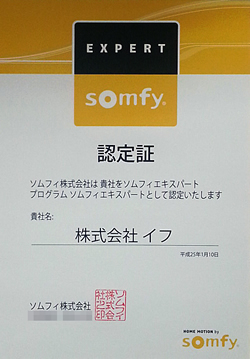 EXPERT
somfy®
認定証
ソムフィ株式会社は 貴社をソムフィエキスパート
プログラム ソムフィエキスパートとして認定いたします
貴社名:
株式会社 イフ
平成25年1月10日
ソムフィ株式会社
HOME MOTION by
somfy®